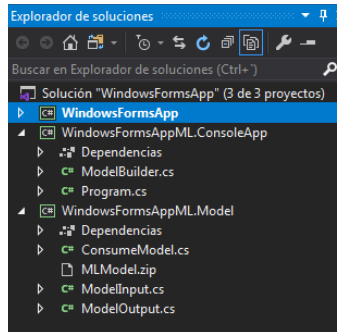 Explorador de soluciones
Buscar en Explorador de soluciones (Ctrl+´)
Solución "WindowsFormsApp" (3 de 3 proyectos)
C# WindowsFormsApp
C# WindowsFormsAppML.ConsoleApp
Dependencias
C# ModelBuilder.cs
C# Program.cs
C# WindowsFormsAppML.Model
Dependencias
C# ConsumeModel.cs
MLModel.zip
C# ModelInput.cs
C# ModelOutput.cs